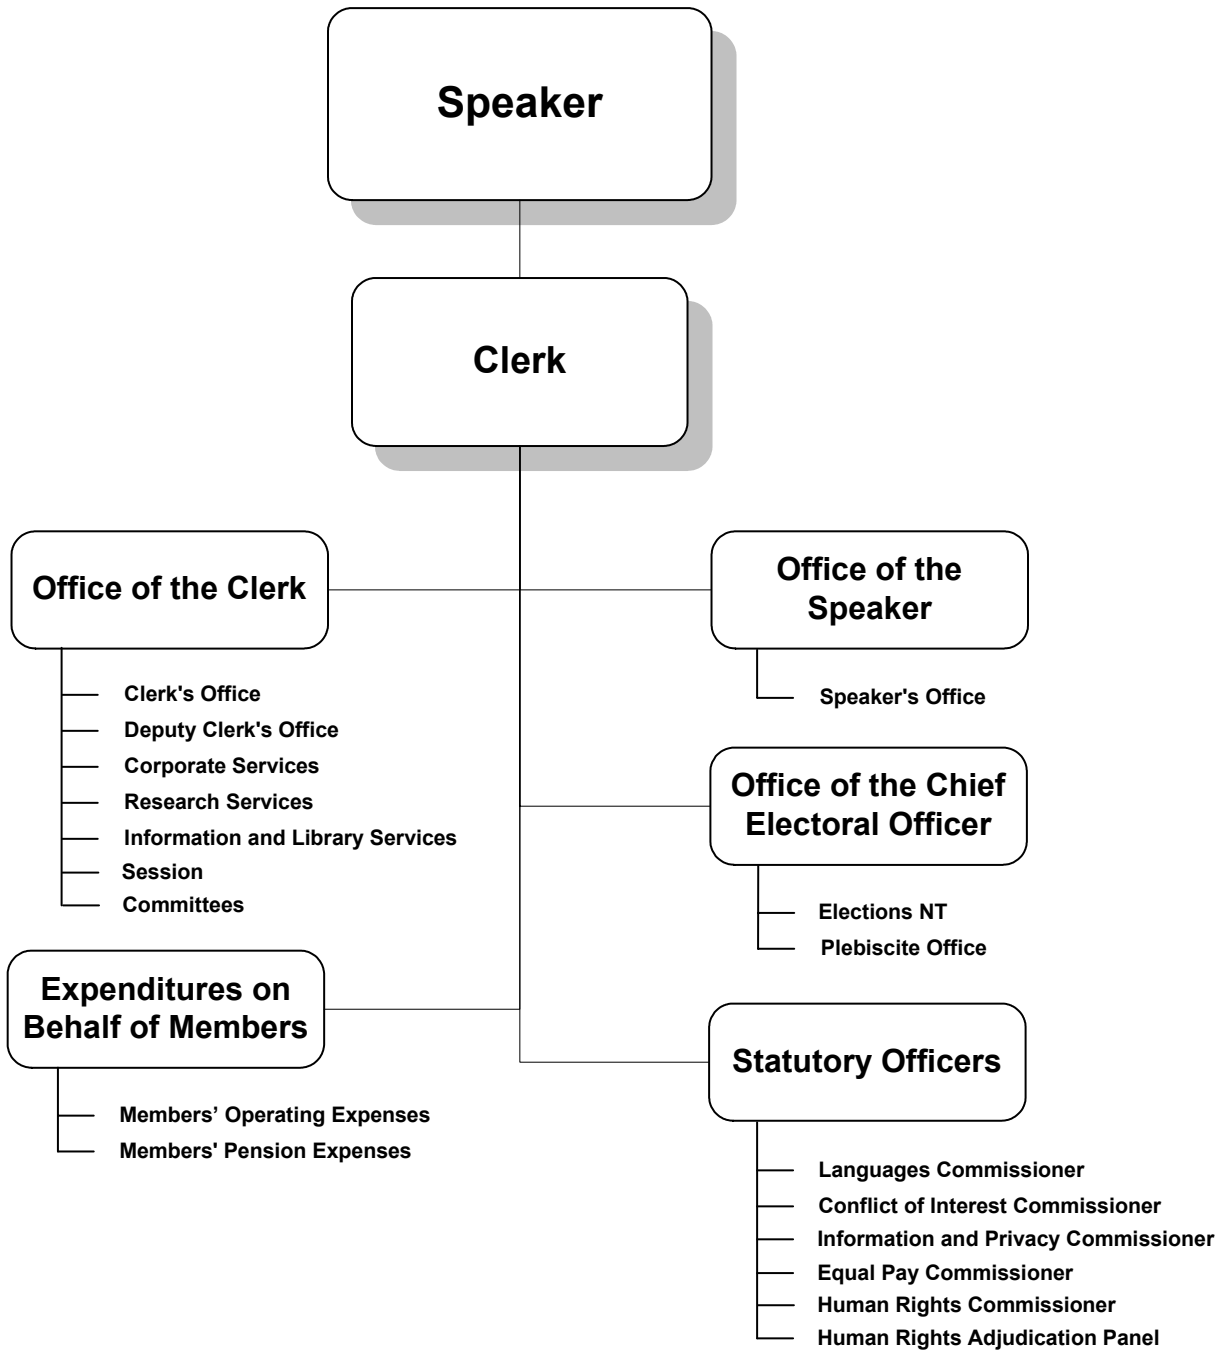 Speaker
Clerk
Office of the Clerk
Clerk's Office
Deputy Clerk's Office
Corporate Services
Research Services
Information and Library Services
Session
Committees
Expenditures on
Behalf of Members
Members’ Operating Expenses
Members' Pension Expenses
Office of the
Speaker
Speaker's Office
Office of the Chief
Electoral Officer
Elections NT
Plebiscite Office
Statutory Officers
Languages Commissioner
Conflict of Interest Commissioner
Information and Privacy Commissioner
Equal Pay Commissioner
Human Rights Commissioner
Human Rights Adjudication Panel